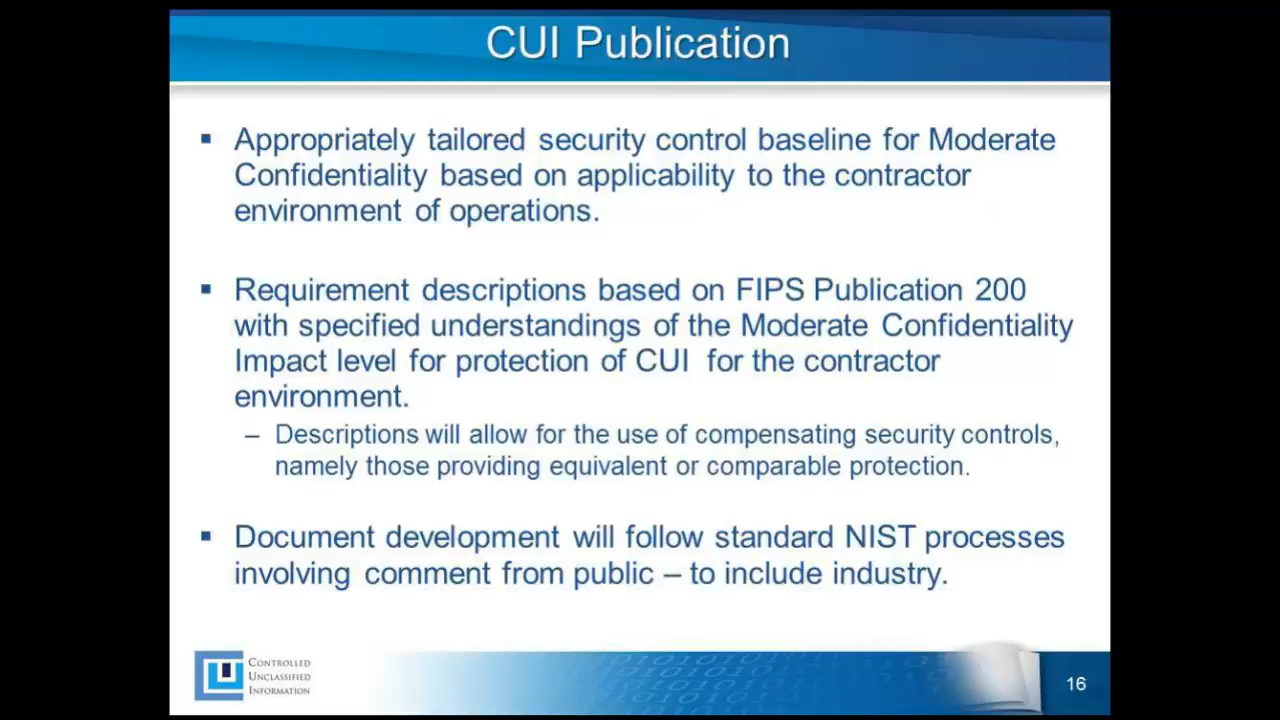 CUI Publication
▪ Appropriately tailored security control baseline for Moderate
Confidentiality based on applicability to the contractor
environment of operations.
▪ Requirement descriptions based on FIPS Publication 200
with specified understandings of the Moderate Confidentiality
Impact level for protection of CUI for the contractor
environment.
– Descriptions will allow for the use of compensating security controls,
namely those providing equivalent or comparable protection.
▪ Document development will follow standard NIST processes
involving comment from public – to include industry.
CONTROLLED
UNCLASSIFIED
INFORMATION
16